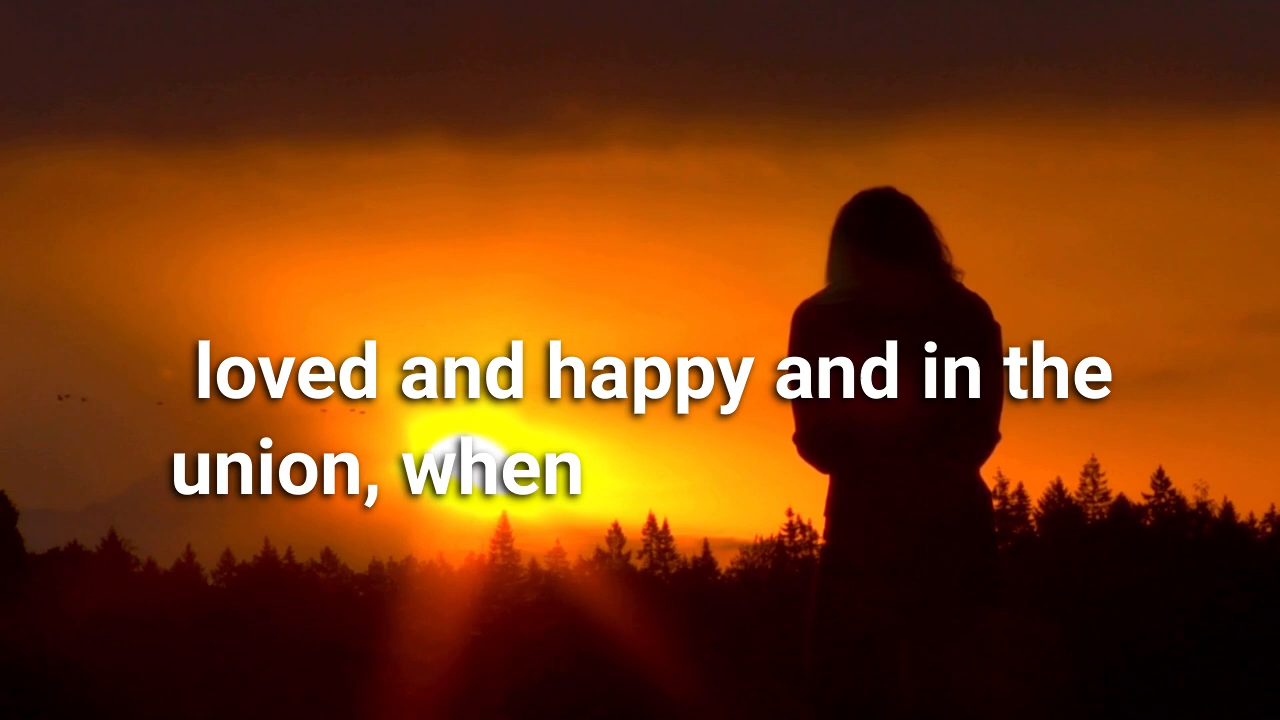 loved and happy and in the
union, when